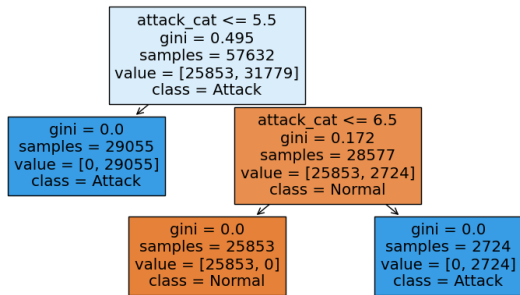 attack_cat <= 5.5
gini = 0.495
samples = 57632
value = [25853, 31779]
class = Attack
gini = 0.0
samples = 29055
value = [0, 29055]
class = Attack
attack_cat <= 6.5
gini = 0.172
samples = 28577
value = [25853, 2724]
class = Normal
gini = 0.0
samples = 25853
value = [25853, 0]
class = Normal
gini = 0.0
samples = 2724
value = [0, 2724]
class = Attack